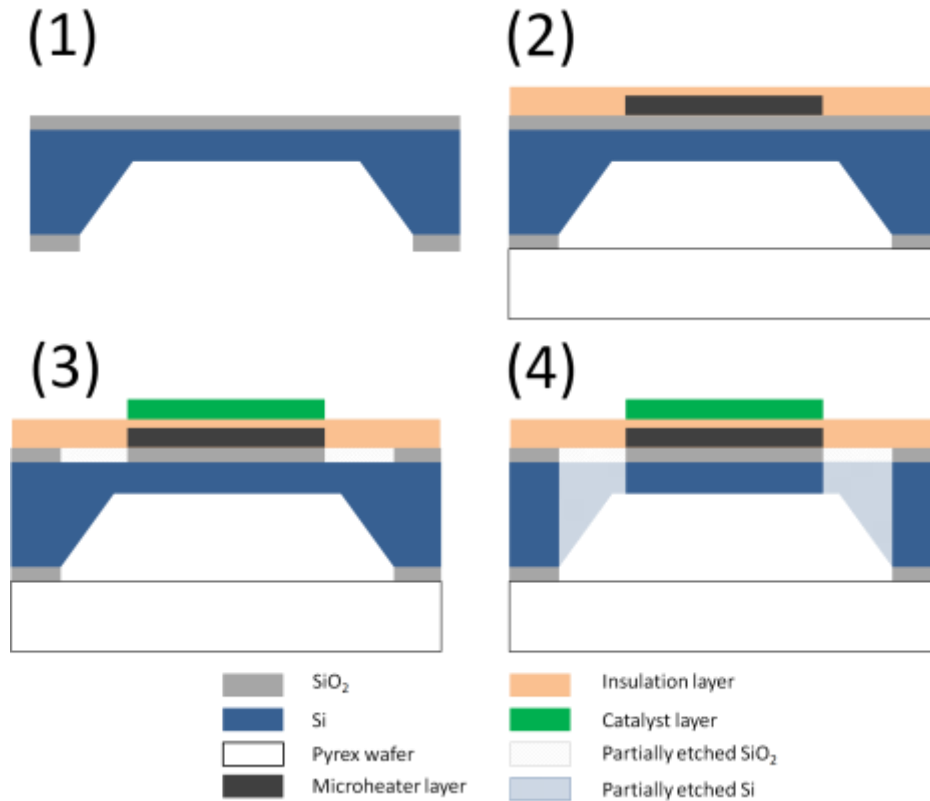 (1)
(2)
(3)
(4)
SiO₂
Insulation layer
Si
Catalyst layer
Pyrex wafer
Partially etched SiO₂
Microheater layer
Partially etched Si